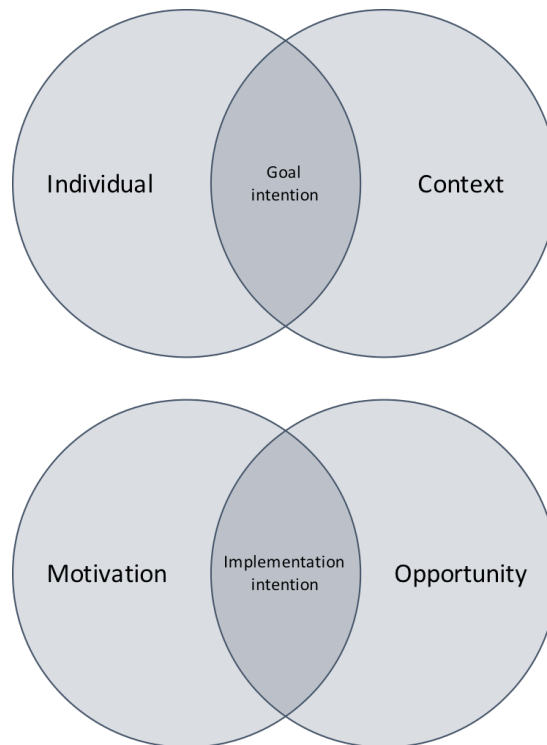 Individual
Goal
intention
Context
Motivation
Implementation
intention
Opportunity